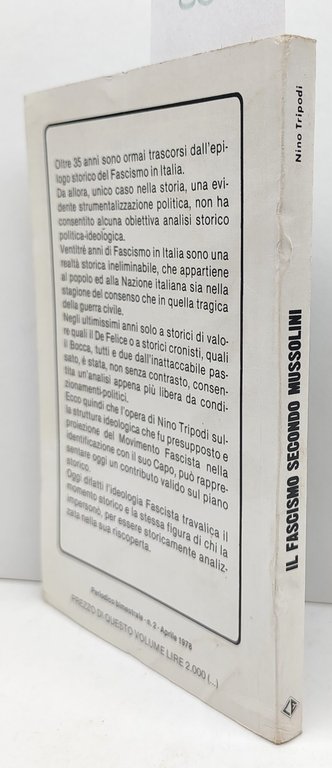 Oltre 35 anni sono ormai trascorsi dall'epi-
logo storico del Fascismo in Italia.
Da allora, unico caso nella storia, una evi-
dente strumentalizzazione politica, non ha
consentito alcuna obiettiva analisi storico
politica-ideologica.
Ventitrè anni di Fascismo in Italia sono una
realtà storica ineliminabile, che appartiene
al popolo ed alla Nazione italiana sia nella
stagione del consenso che in quella tragica
della guerra civile.
Negli ultimissimi anni solo a storici di valo-
re quali il De Felice o a storici cronisti, quali
il Bocca, tutti e due dall'inattaccabile pas-
sato, è stata, non senza contrasto, consen-
tita un'analisi appena più libera da condi-
zionamenti-politici.
Ecco quindi che l'opera di Nino Tripodi sul-
la struttura ideologica che fu presupposto e
proiezione del Movimento Fascista nella
identificazione con il suo Capo, può rappre-
sentare oggi un contributo valido sul piano
storico.
Oggi difatti l'ideologia Fascista travalica il
momento storico e la stessa figura di chi la
impersonò, per essere storicamente analiz-
zata nella sua riscoperta.
Periodico bimestrale - n. 2 - Aprile 1978
PREZZO DI QUESTO VOLUME LIRE 2.000 (...)
Nino Tripodi
IL FASCISMO SECONDO MUSSOLINI